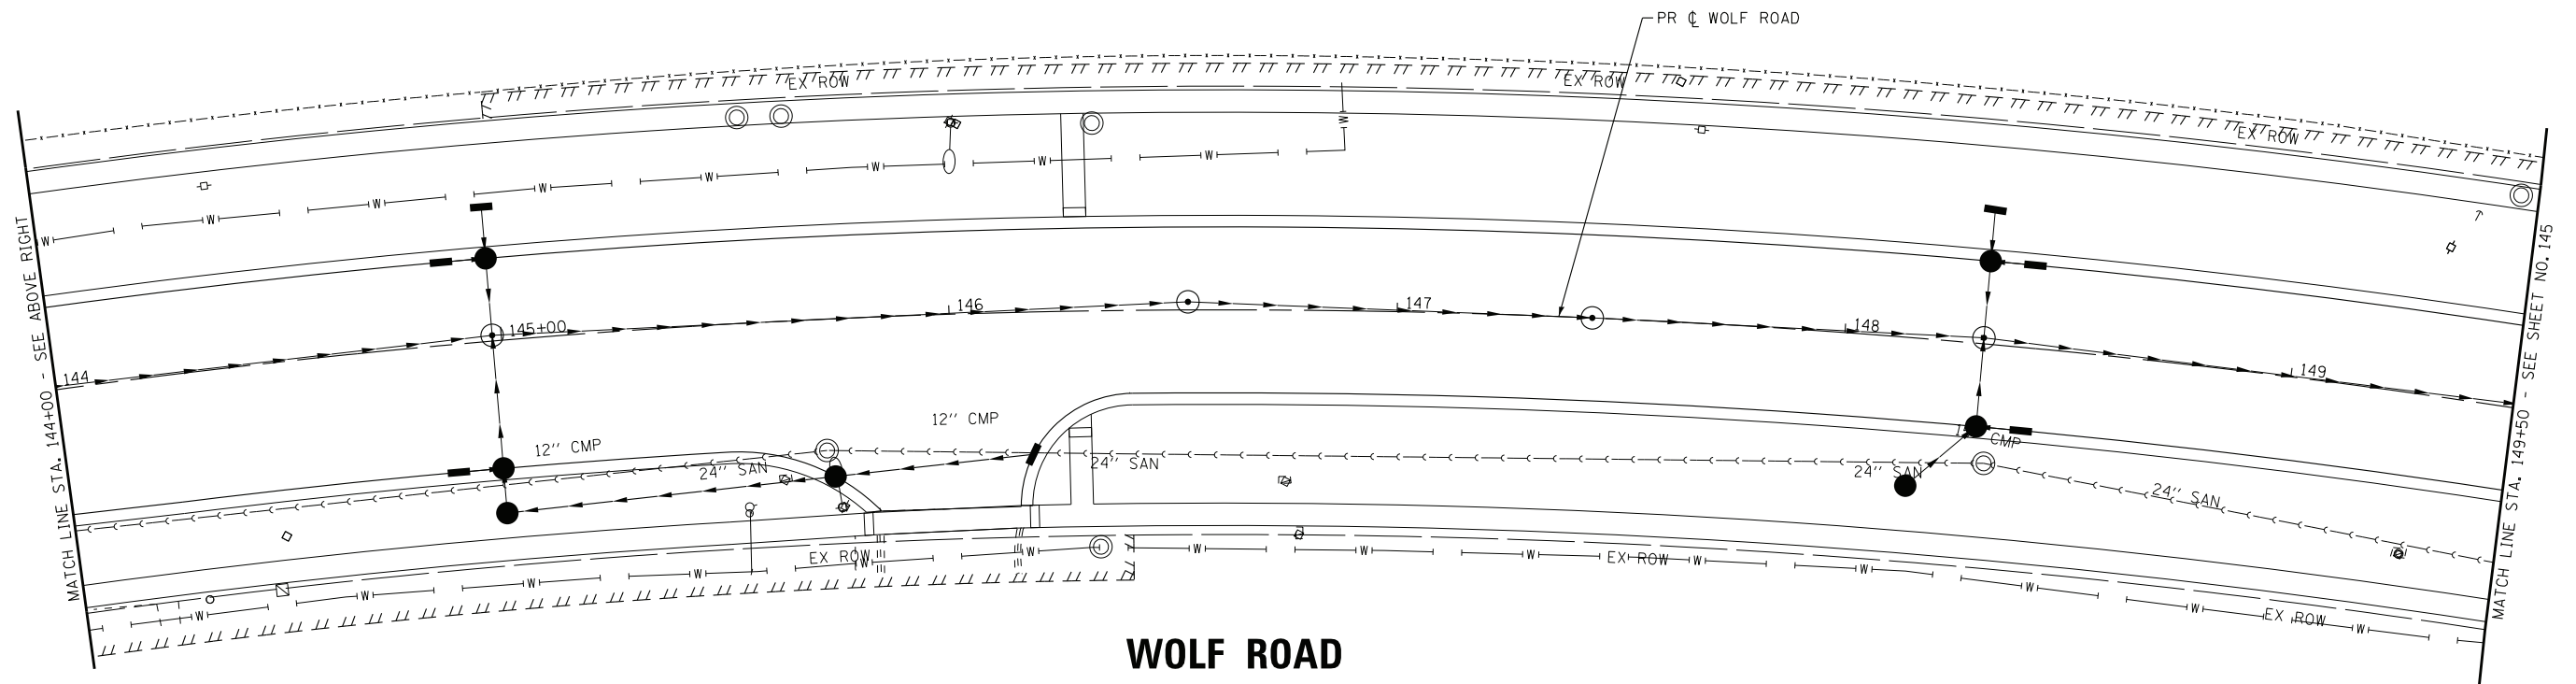 PR ℄ WOLF ROAD
EX ROW
EX ROW
EX ROW
W
W
W
W
W
W
W
W
W
MATCH LINE STA. 144+00 - SEE ABOVE RIGHT
MATCH LINE STA. 149+50 - SEE SHEET NO. 145
144
145+00
146
147
148
149
12'' CMP
12'' CMP
CMP
24'' SAN
24'' SAN
24'' SAN
24'' SAN
EX ROW
EX ROW
EX ROW
W
W
W
W
W
W
W
W
W
W
W
W
W
W
WOLF ROAD